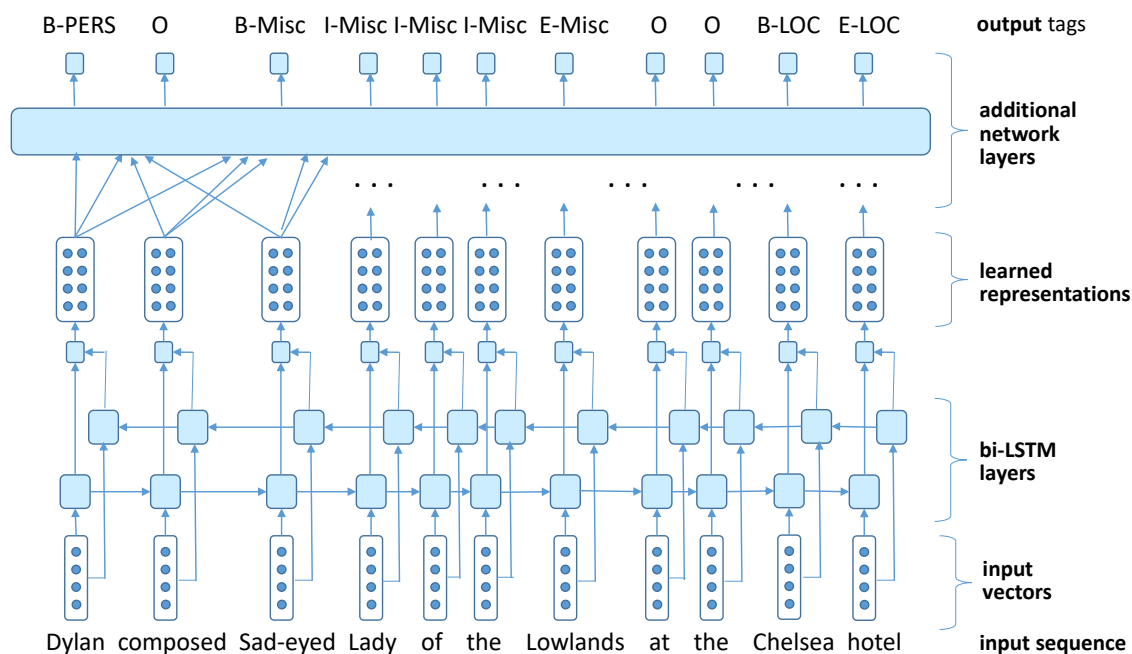 B-PERS O B-Misc I-Misc I-Misc I-Misc E-Misc O O B-LOC E-LOC output tags
additional
network
layers
. . . . . . . . . . . . . . .
learned
representations
bi-LSTM
layers
input
vectors
Dylan composed Sad-eyed Lady of the Lowlands at the Chelsea hotel input sequence